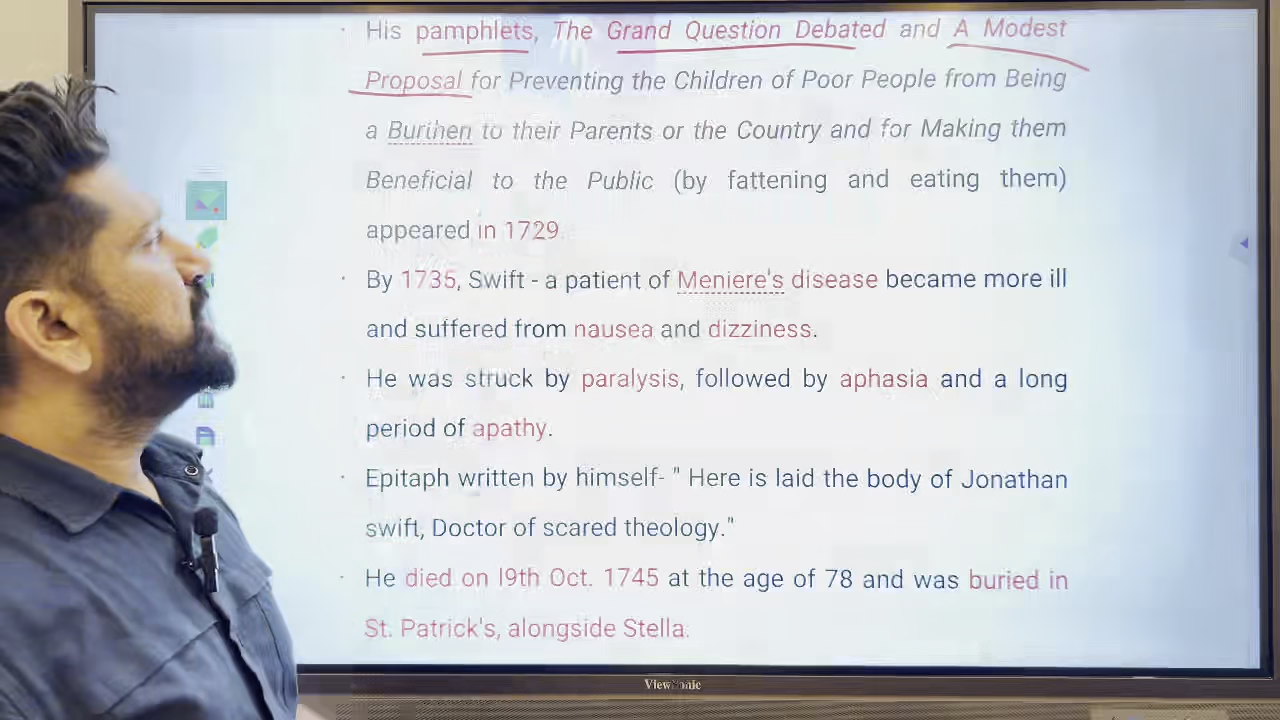 · His pamphlets, The Grand Question Debated and A Modest
Proposal for Preventing the Children of Poor People from Being
a Burihen to their Parents or the Country and for Making them
Beneficial to the Public (by fattening and eating them)
appeared in 1729.
· By 1735, Swift - a patient of Meniere's disease became more ill
and suffered from nausea and dizziness.
· He was struck by paralysis, followed by aphasia and a long
period of apathy.
· Epitaph written by himself- " Here is laid the body of Jonathan
swift, Doctor of scared theology."
· He died on l9th Oct. 1745 at the age of 78 and was buried in
St. Patrick's, alongside Stella.
ViewSonic